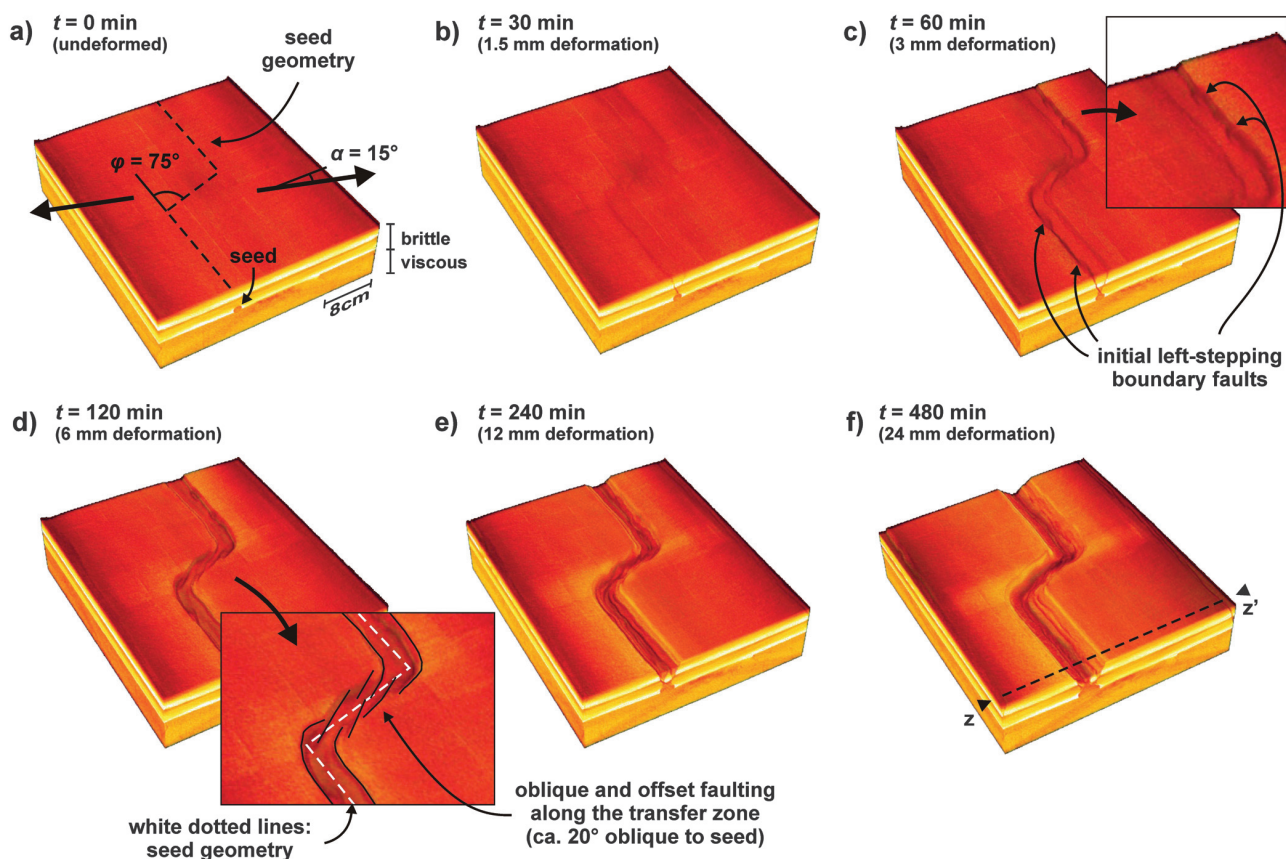 a)
t = 0 min
(undeformed)
seed
geometry
φ = 75°
α = 15°
seed
brittle
viscous
8cm
b)
t = 30 min
(1.5 mm deformation)
c)
t = 60 min
(3 mm deformation)
initial left-stepping
boundary faults
d)
t = 120 min
(6 mm deformation)
white dotted lines:
seed geometry
oblique and offset faulting
along the transfer zone
(ca. 20° oblique to seed)
e)
t = 240 min
(12 mm deformation)
f)
t = 480 min
(24 mm deformation)
z
z’